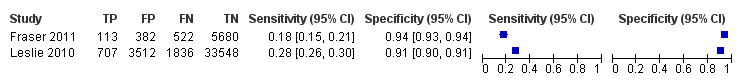 Study TP FP FN TN Sensitivity (95% CI) Specificity (95% CI) Sensitivity (95% CI) Specificity (95% CI)
Fraser 2011 113 382 522 5680 0.18 [0.15, 0.21] 0.94 [0.93, 0.94]
Leslie 2010 707 3512 1836 33548 0.28 [0.26, 0.30] 0.91 [0.90, 0.91]
0 0.2 0.4 0.6 0.8 1 0 0.2 0.4 0.6 0.8 1